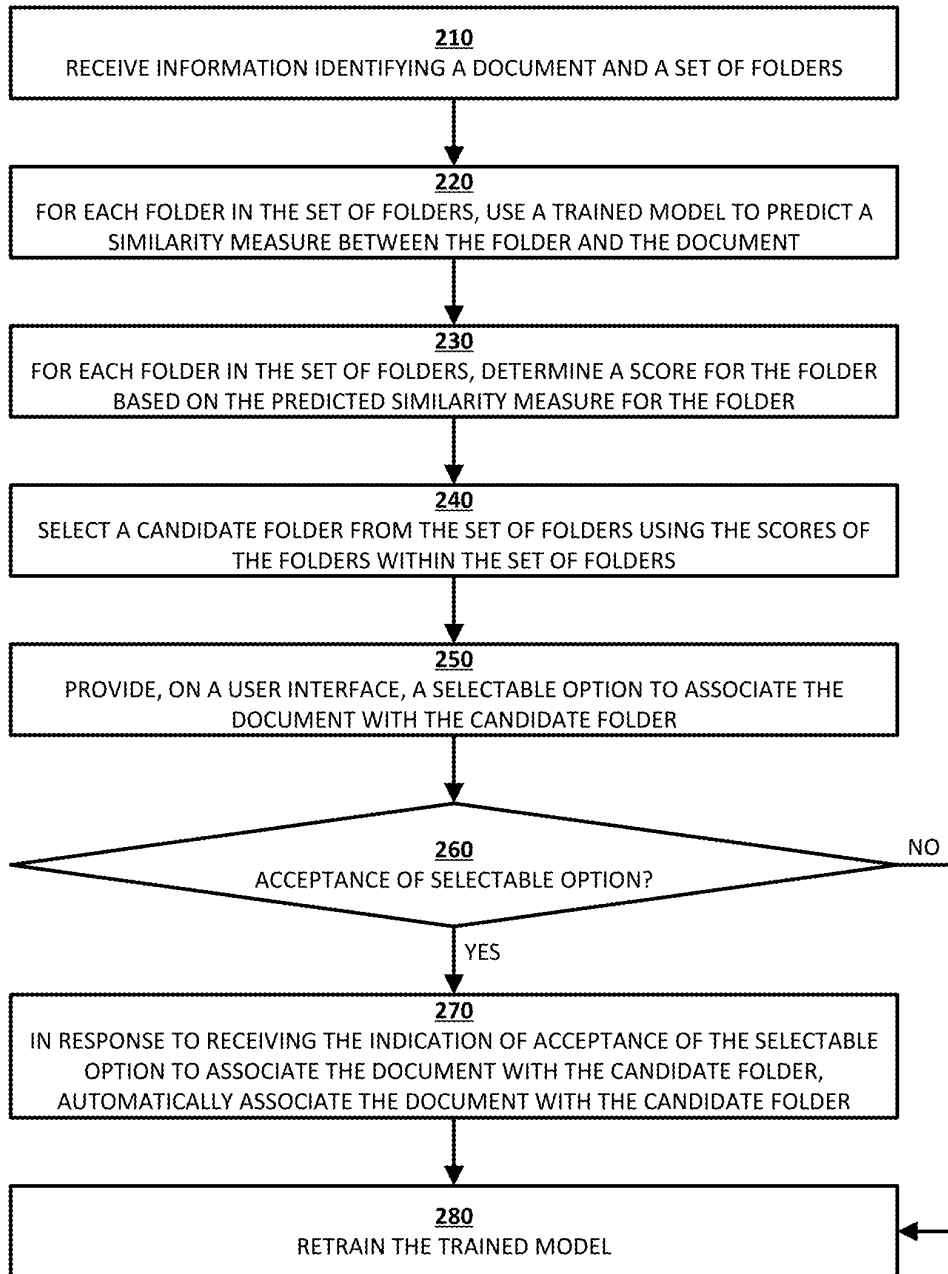 210
RECEIVE INFORMATION IDENTIFYING A DOCUMENT AND A SET OF FOLDERS
220
FOR EACH FOLDER IN THE SET OF FOLDERS, USE A TRAINED MODEL TO PREDICT A
SIMILARITY MEASURE BETWEEN THE FOLDER AND THE DOCUMENT
230
FOR EACH FOLDER IN THE SET OF FOLDERS, DETERMINE A SCORE FOR THE FOLDER
BASED ON THE PREDICTED SIMILARITY MEASURE FOR THE FOLDER
240
SELECT A CANDIDATE FOLDER FROM THE SET OF FOLDERS USING THE SCORES OF
THE FOLDERS WITHIN THE SET OF FOLDERS
250
PROVIDE, ON A USER INTERFACE, A SELECTABLE OPTION TO ASSOCIATE THE
DOCUMENT WITH THE CANDIDATE FOLDER
260
ACCEPTANCE OF SELECTABLE OPTION?
NO
YES
270
IN RESPONSE TO RECEIVING THE INDICATION OF ACCEPTANCE OF THE SELECTABLE
OPTION TO ASSOCIATE THE DOCUMENT WITH THE CANDIDATE FOLDER,
AUTOMATICALLY ASSOCIATE THE DOCUMENT WITH THE CANDIDATE FOLDER
280
RETRAIN THE TRAINED MODEL